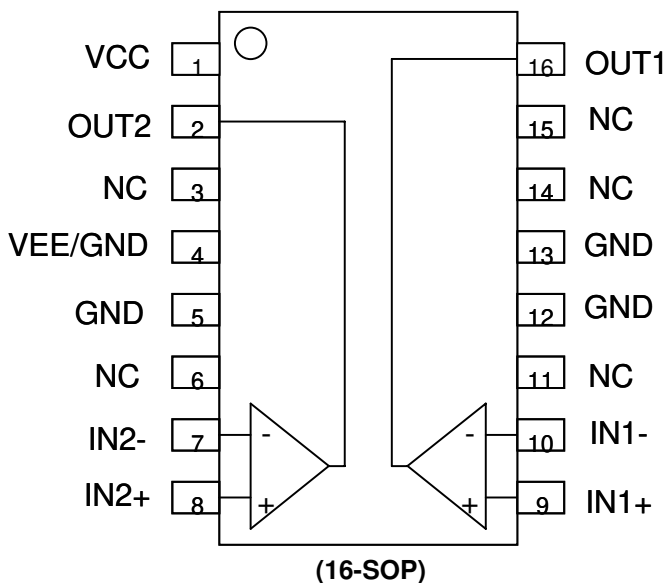 VCC 1 16 OUT1
OUT2 2 15 NC
NC 3 14 NC
VEE/GND 4 13 GND
GND 5 12 GND
NC 6 11 NC
IN2- 7 - - 10 IN1-
IN2+ 8 + + 9 IN1+
(16-SOP)